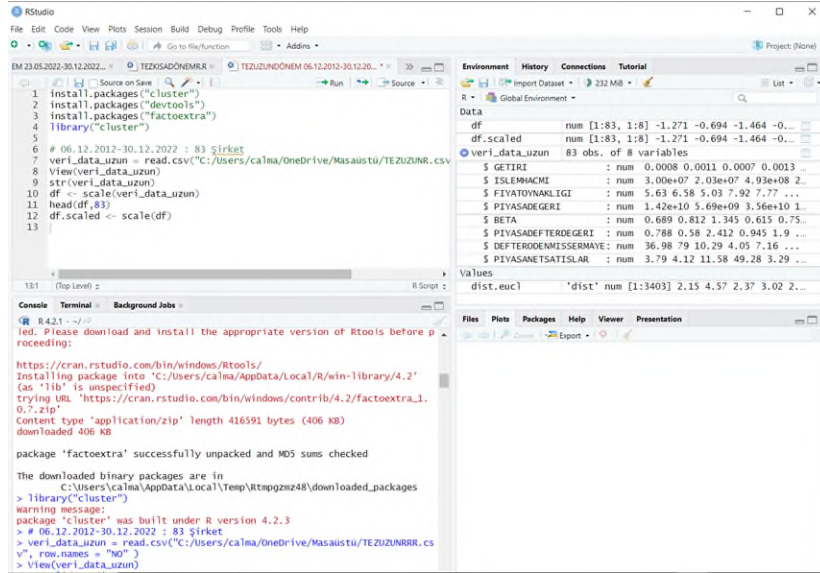 RStudio
File Edit Code View Plots Session Build Debug Profile Tools Help
Go to file/function Addins Project: (None)
EM 23.05.2022-30.12.2022... TEZKISADÖNEMR.R TEZUZUNDÖNEM 06.12.2012-30.12.20...*
Source on Save Run Source
1 install.packages("cluster")
2 install.packages("devtools")
3 install.packages("factoextra")
4 library("cluster")
5
6 # 06.12.2012-30.12.2022 : 83 Şirket
7 veri_data_uzun = read.csv("C:/Users/calma/OneDrive/Masaüstü/TEZUZUNR.csv
8 View(veri_data_uzun)
9 str(veri_data_uzun)
10 df <- scale(veri_data_uzun)
11 head(df,83)
12 df.scaled <- scale(df)
13
13:1 (Top Level) R Script
Console Terminal Background Jobs
R 4.2.1 · ~/
led. Please download and install the appropriate version of Rtools before p
roceeding:
https://cran.rstudio.com/bin/windows/Rtools/
Installing package into 'C:/Users/calma/AppData/Local/R/win-library/4.2'
(as 'lib' is unspecified)
trying URL 'https://cran.rstudio.com/bin/windows/contrib/4.2/factoextra_1.
0.7.zip'
Content type 'application/zip' length 416591 bytes (406 KB)
downloaded 406 KB
package 'factoextra' successfully unpacked and MD5 sums checked
The downloaded binary packages are in
C:\Users\calma\AppData\Local\Temp\Rtmpgzmz48\downloaded_packages
> library("cluster")
Warning message:
package 'cluster' was built under R version 4.2.3
> # 06.12.2012-30.12.2022 : 83 Şirket
> veri_data_uzun = read.csv("C:/Users/calma/OneDrive/Masaüstü/TEZUZUNRRR.cs
v", row.names = "NO" )
> View(veri_data_uzun)
Environment History Connections Tutorial
Import Dataset 232 MiB List
R Global Environment
Data
df num [1:83, 1:8] -1.271 -0.694 -1.464 -0...
df.scaled num [1:83, 1:8] -1.271 -0.694 -1.464 -0...
veri_data_uzun 83 obs. of 8 variables
$ GETIRI : num 0.0008 0.0011 0.0007 0.0013 ...
$ ISLEMHACMI : num 3.00e+07 2.03e+07 4.93e+08 2...
$ FIYATOYNAKLIGI : num 5.63 6.58 5.03 7.92 7.77 ...
$ PIYASADEGERI : num 1.42e+10 5.69e+09 3.56e+10 1...
$ BETA : num 0.689 0.812 1.345 0.615 0.75...
$ PIYASADEFTERDEGERI : num 0.788 0.58 2.412 0.945 1.9 ...
$ DEFTERODENMISSERMAYE: num 36.98 79 10.29 4.05 7.16 ...
$ PIYASANETSATISLAR : num 3.79 4.12 11.58 49.28 3.29 ...
Values
dist.eucl 'dist' num [1:3403] 2.15 4.57 2.37 3.02 2...
Files Plots Packages Help Viewer Presentation
Zoom Export